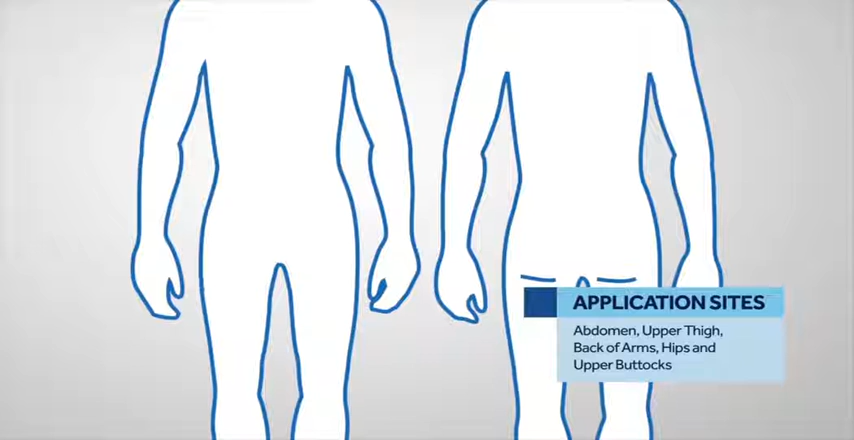 APPLICATION SITES
Abdomen, Upper Thigh,
Back of Arms, Hips and
Upper Buttocks